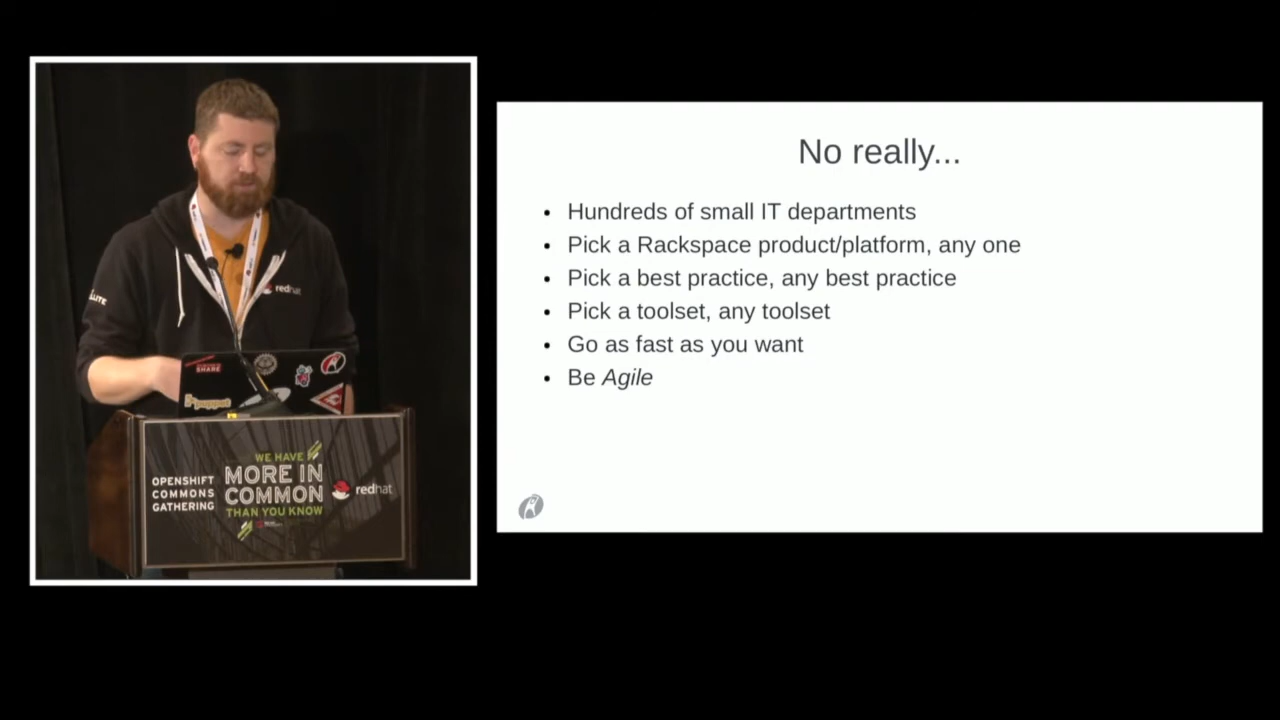 No really...
• Hundreds of small IT departments
• Pick a Rackspace product/platform, any one
• Pick a best practice, any best practice
• Pick a toolset, any toolset
• Go as fast as you want
• Be Agile
redhat
SHARE
puppet
OPENSHIFT
COMMONS
GATHERING
WE HAVE
MORE IN
COMMON
THAN YOU KNOW
redhat